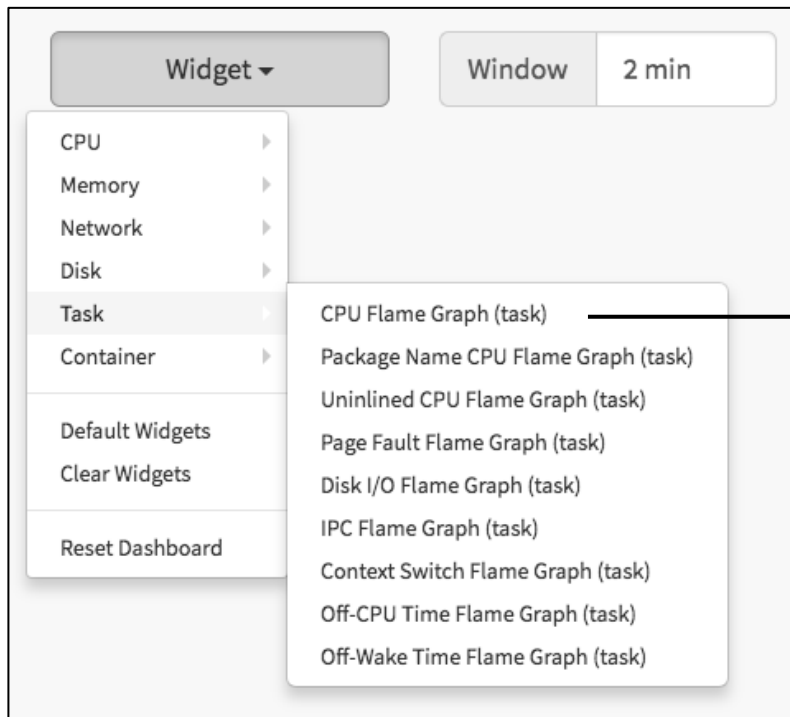 Widget
Window 2 min
CPU
Memory
Network
Disk
Task
Container
Default Widgets
Clear Widgets
Reset Dashboard
CPU Flame Graph (task)
Package Name CPU Flame Graph (task)
Uninlined CPU Flame Graph (task)
Page Fault Flame Graph (task)
Disk I/O Flame Graph (task)
IPC Flame Graph (task)
Context Switch Flame Graph (task)
Off-CPU Time Flame Graph (task)
Off-Wake Time Flame Graph (task)